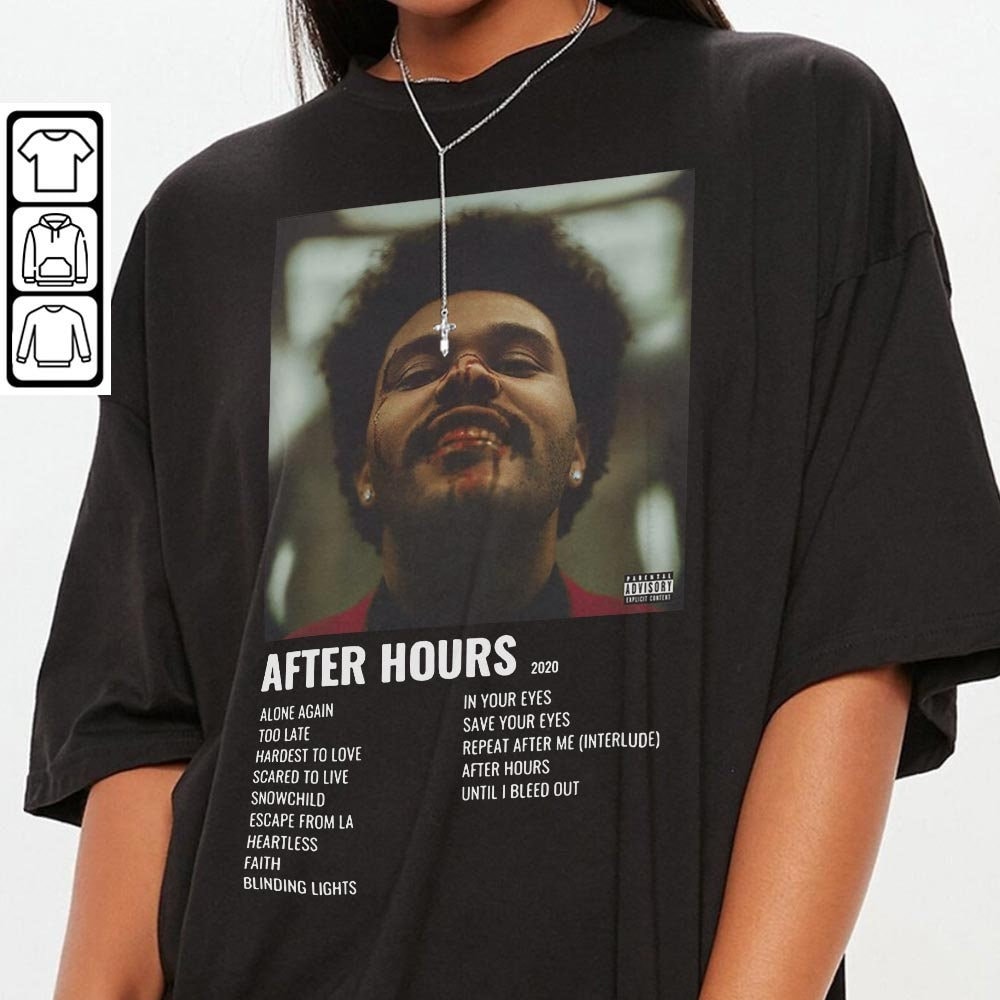 PARENTAL
ADVISORY
EXPLICIT CONTENT
AFTER HOURS 2020
ALONE AGAIN
TOO LATE
HARDEST TO LOVE
SCARED TO LIVE
SNOWCHILD
ESCAPE FROM LA
HEARTLESS
FAITH
BLINDING LIGHTS
IN YOUR EYES
SAVE YOUR EYES
REPEAT AFTER ME (INTERLUDE)
AFTER HOURS
UNTIL I BLEED OUT